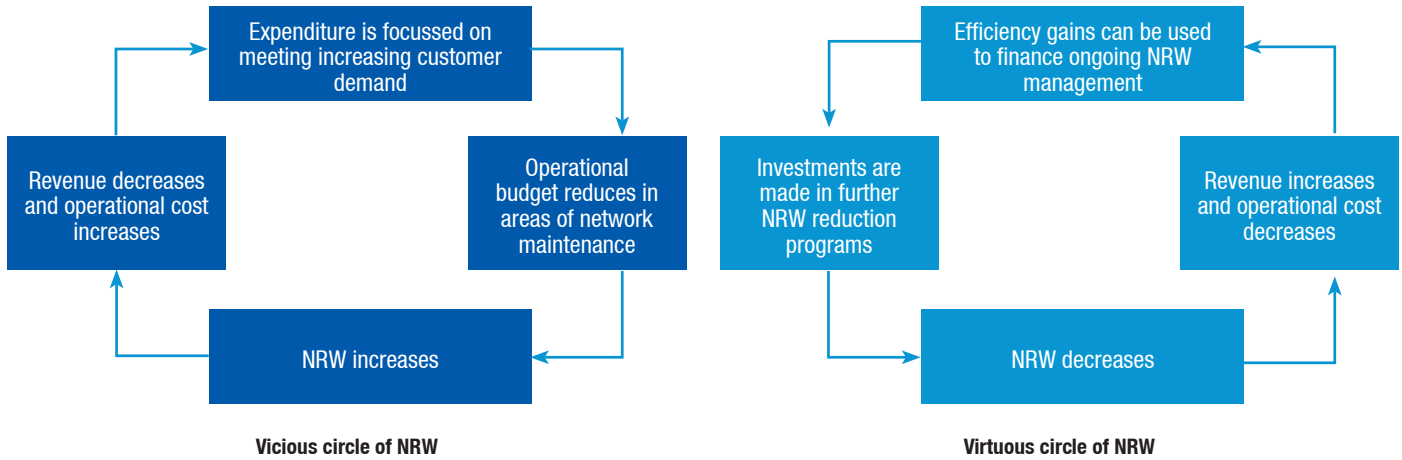 Expenditure is focussed on
meeting increasing customer
demand
Revenue decreases
and operational cost
increases
Operational
budget reduces in
areas of network
maintenance
NRW increases
Vicious circle of NRW
Efficiency gains can be used
to finance ongoing NRW
management
Investments are
made in further
NRW reduction
programs
Revenue increases
and operational cost
decreases
NRW decreases
Virtuous circle of NRW